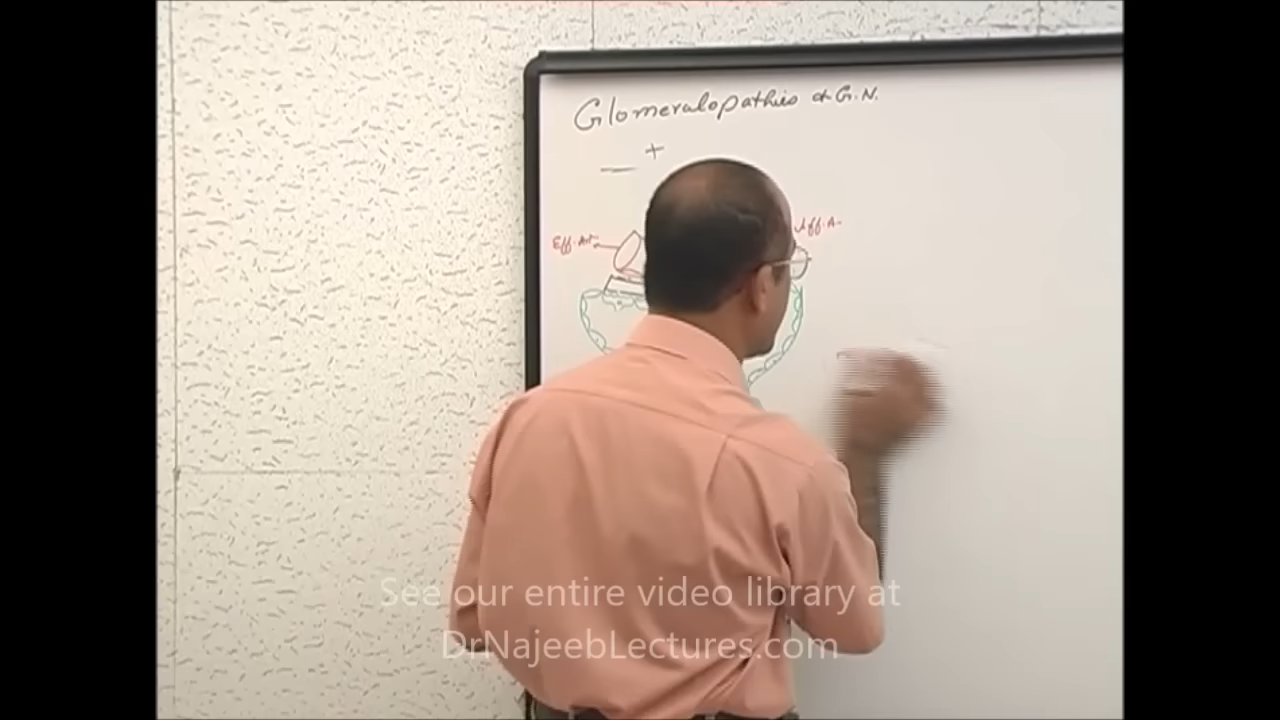 Glomerulopathies & G.N.
— +
Eff. Art
Aff. A.
See our entire video library at
DrNajeebLectures.com